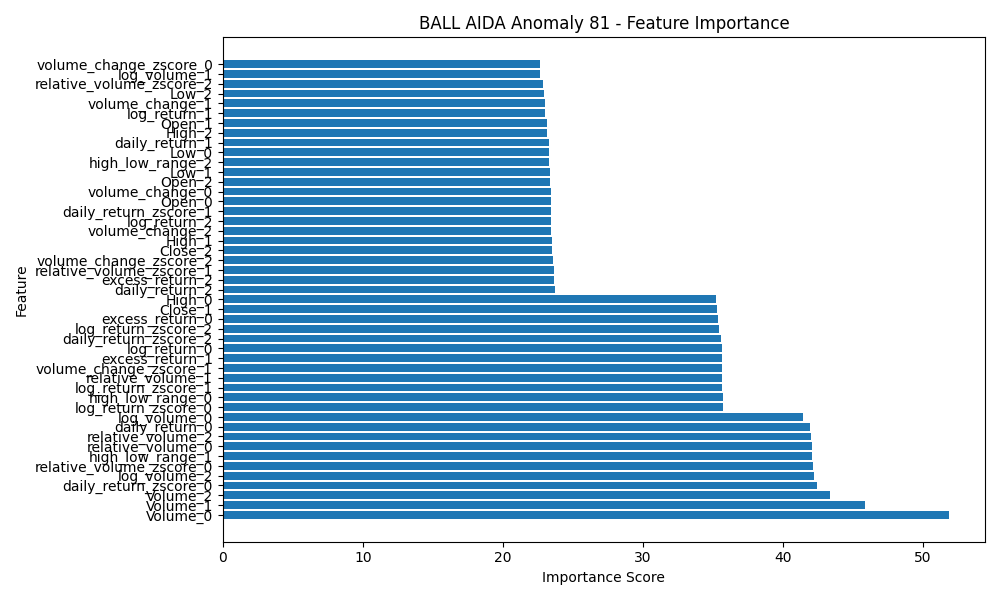 BALL AIDA Anomaly 81 - Feature Importance
volume_change_zscore_0
log_volume_1
relative_volume_zscore_2
Low_2
volume_change_1
log_return_1
Open_1
High_2
daily_return_1
Low_0
high_low_range_2
Low_1
Open_2
volume_change_0
Open_0
daily_return_zscore_1
log_return_2
volume_change_2
High_1
Close_2
volume_change_zscore_2
relative_volume_zscore_1
excess_return_2
daily_return_2
High_0
Close_1
excess_return_0
log_return_zscore_2
daily_return_zscore_2
log_return_0
excess_return_1
volume_change_zscore_1
relative_volume_1
log_return_zscore_1
high_low_range_0
log_return_zscore_0
log_volume_0
daily_return_0
relative_volume_2
relative_volume_0
high_low_range_1
relative_volume_zscore_0
log_volume_2
daily_return_zscore_0
Volume_2
Volume_1
Volume_0
Feature
0 10 20 30 40 50
Importance Score